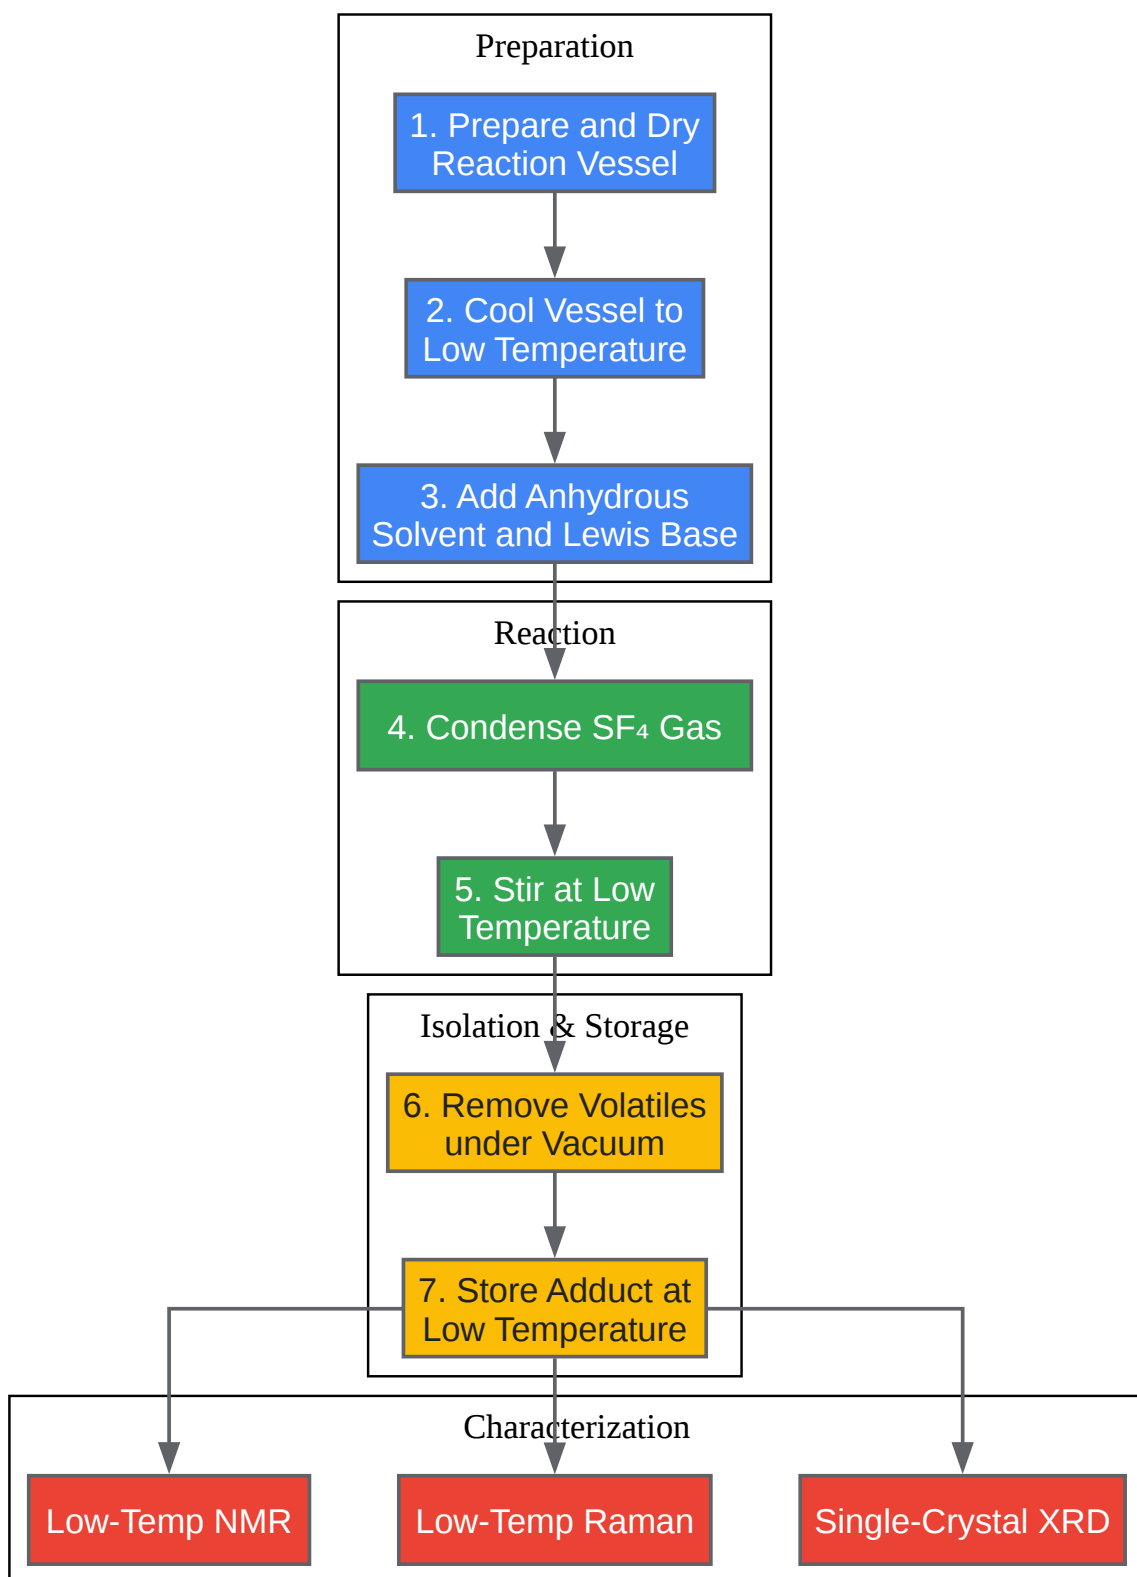 Preparation
1. Prepare and Dry
Reaction Vessel
2. Cool Vessel to
Low Temperature
3. Add Anhydrous
Solvent and Lewis Base
Reaction
4. Condense SF₄ Gas
5. Stir at Low
Temperature
Isolation & Storage
6. Remove Volatiles
under Vacuum
7. Store Adduct at
Low Temperature
Characterization
Low-Temp NMR
Low-Temp Raman
Single-Crystal XRD